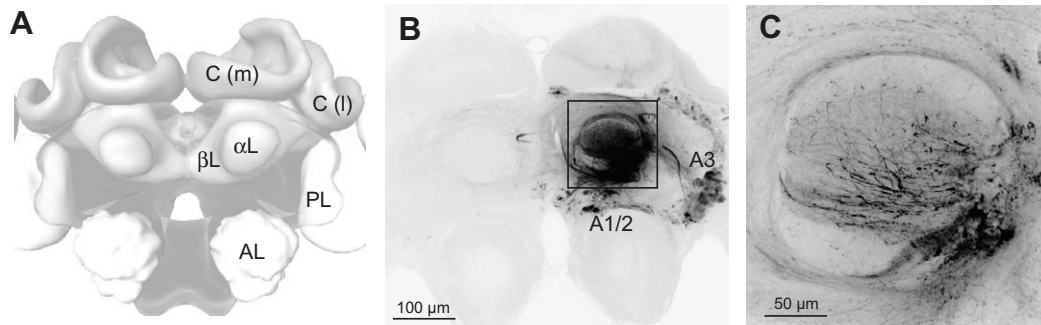 A
C (m)
C (l)
βL
αL
PL
AL
B
A3
A1/2
100 μm
C
50 μm